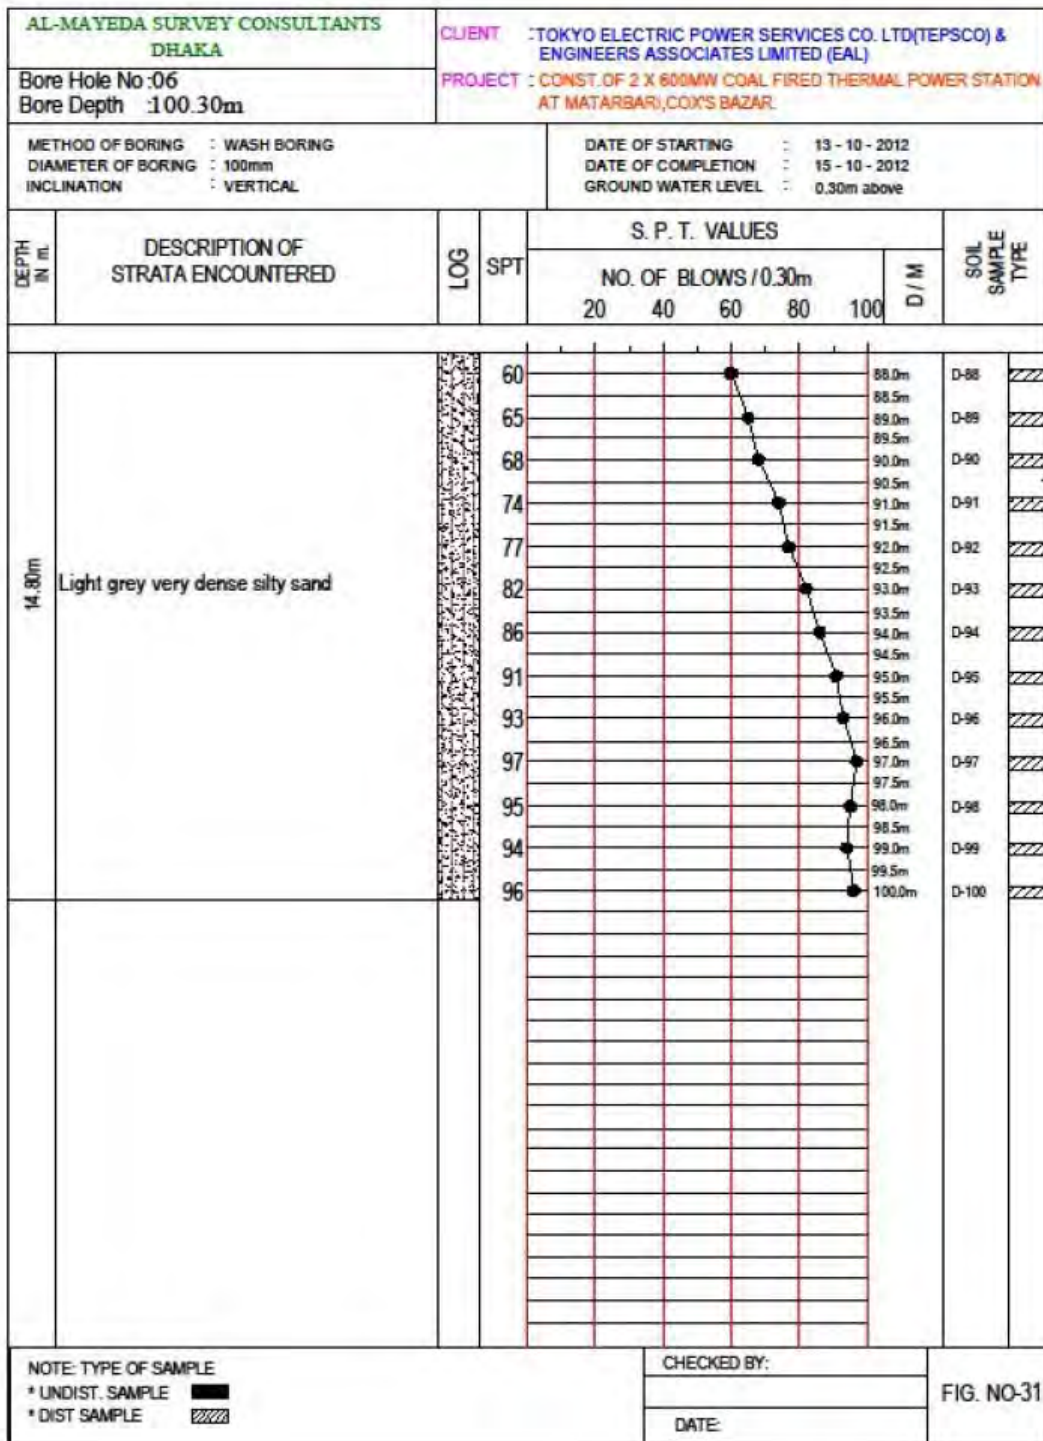 AL-MAYEDA SURVEY CONSULTANTS
DHAKA
Bore Hole No :06
Bore Depth :100.30m
CLIENT : TOKYO ELECTRIC POWER SERVICES CO. LTD(TEPSCO) &
ENGINEERS ASSOCIATES LIMITED (EAL)
PROJECT : CONST.OF 2 X 600MW COAL FIRED THERMAL POWER STATION
AT MATARBARI,COX'S BAZAR.
METHOD OF BORING : WASH BORING
DIAMETER OF BORING : 100mm
INCLINATION : VERTICAL
DATE OF STARTING : 13 - 10 - 2012
DATE OF COMPLETION : 15 - 10 - 2012
GROUND WATER LEVEL : 0.30m above
DEPTH
IN m.
DESCRIPTION OF
STRATA ENCOUNTERED
LOG
SPT
S. P. T. VALUES
NO. OF BLOWS / 0.30m
20 40 60 80 100
D / M
SOIL
SAMPLE
TYPE
14.80m
Light grey very dense silty sand
60 88.0m D-88
88.5m
65 89.0m D-89
89.5m
68 90.0m D-90
90.5m
74 91.0m D-91
91.5m
77 92.0m D-92
92.5m
82 93.0m D-93
93.5m
86 94.0m D-94
94.5m
91 95.0m D-95
95.5m
93 96.0m D-96
96.5m
97 97.0m D-97
97.5m
95 98.0m D-98
98.5m
94 99.0m D-99
99.5m
96 100.0m D-100
NOTE: TYPE OF SAMPLE
* UNDIST. SAMPLE
* DIST SAMPLE
CHECKED BY:
DATE:
FIG. NO-31